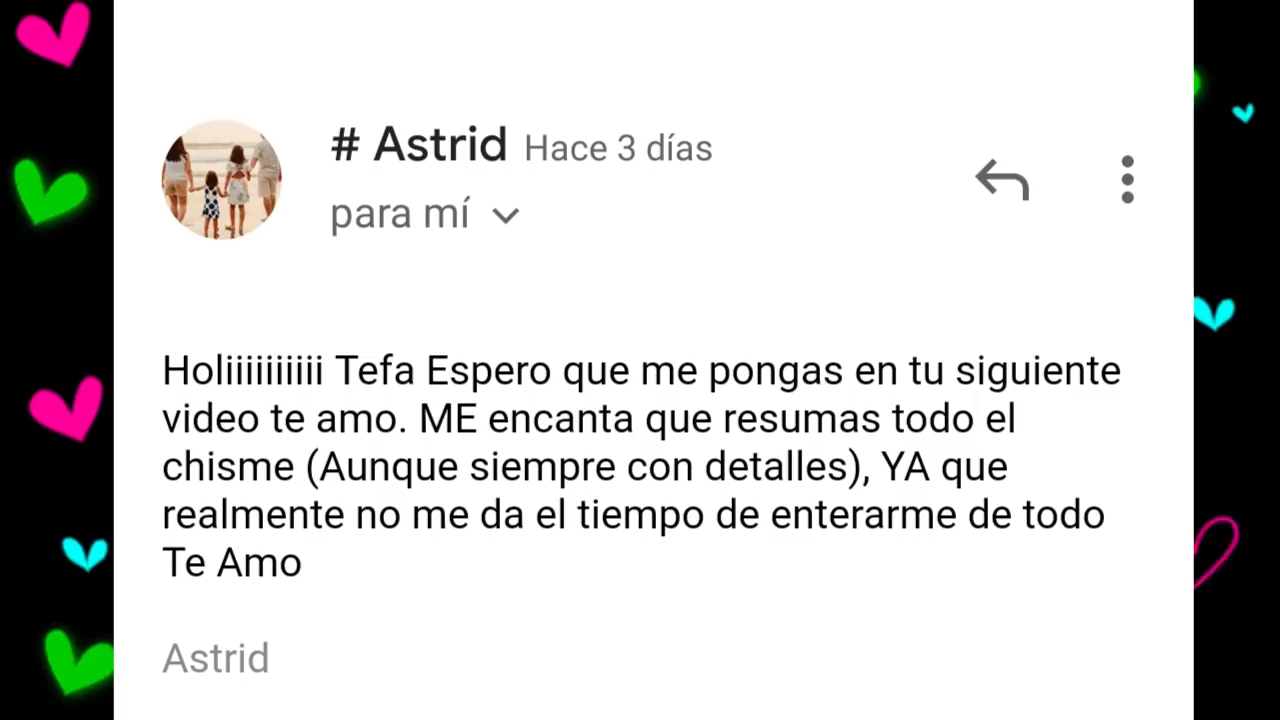 # Astrid Hace 3 días
para mí
Holiiiiiiiiii Tefa Espero que me pongas en tu siguiente
video te amo. ME encanta que resumas todo el
chisme (Aunque siempre con detalles), YA que
realmente no me da el tiempo de enterarme de todo
Te Amo
Astrid